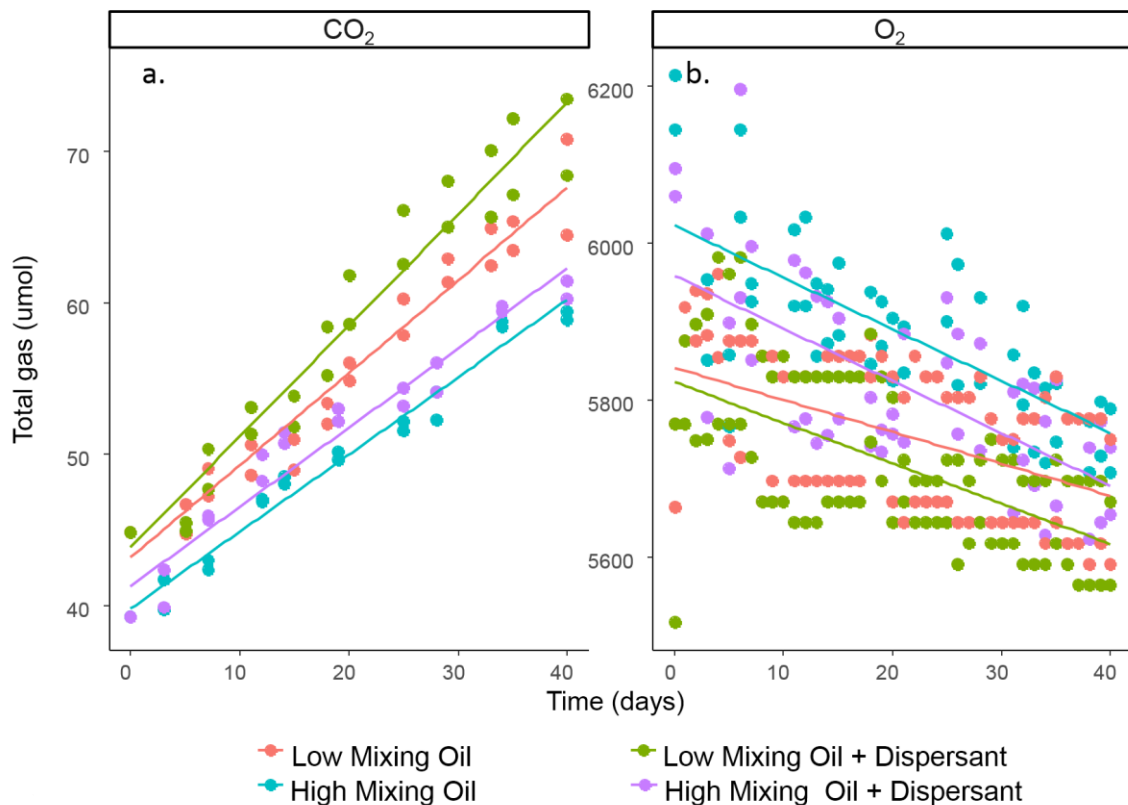 CO₂
O₂
a.
b.
Total gas (umol)
70
60
50
40
6200
6000
5800
5600
0 10 20 30 40
0 10 20 30 40
Time (days)
Low Mixing Oil
Low Mixing Oil + Dispersant
High Mixing Oil
High Mixing Oil + Dispersant